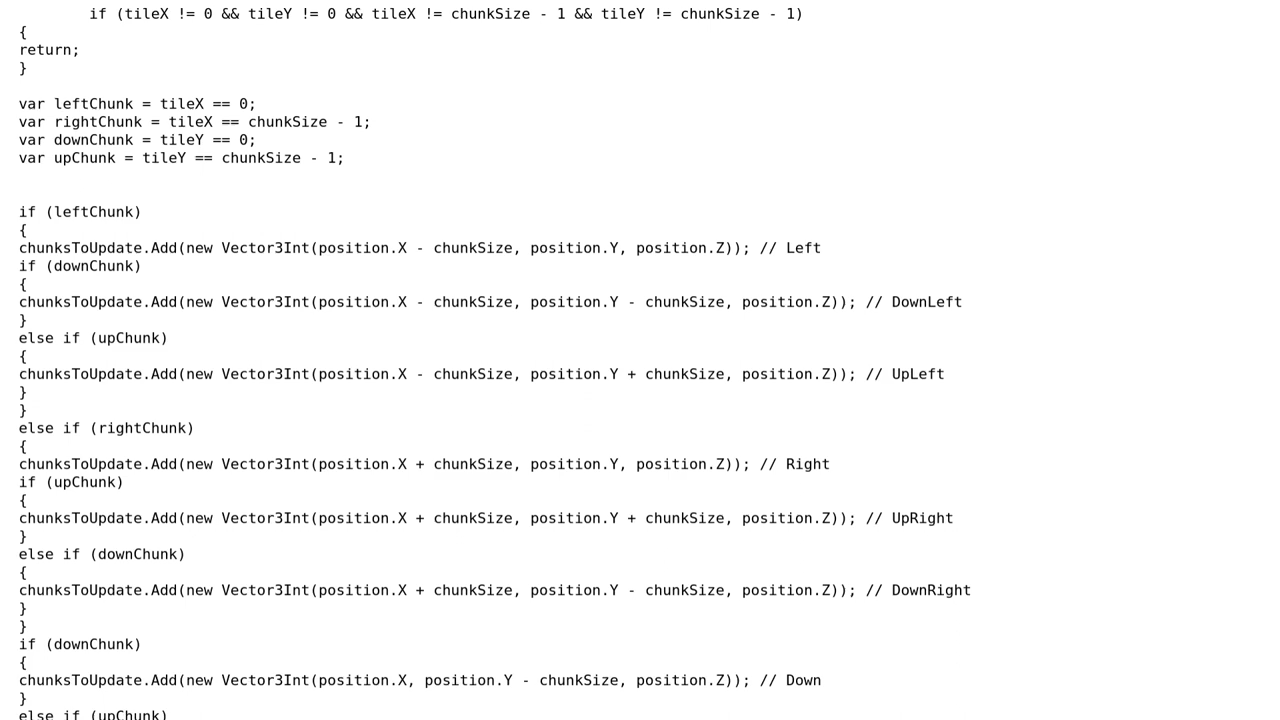 if (tileX != 0 && tileY != 0 && tileX != chunkSize - 1 && tileY != chunkSize - 1)
{
return;
}
var leftChunk = tileX == 0;
var rightChunk = tileX == chunkSize - 1;
var downChunk = tileY == 0;
var upChunk = tileY == chunkSize - 1;
if (leftChunk)
{
chunksToUpdate.Add(new Vector3Int(position.X - chunkSize, position.Y, position.Z)); // Left
if (downChunk)
{
chunksToUpdate.Add(new Vector3Int(position.X - chunkSize, position.Y - chunkSize, position.Z)); // DownLeft
}
else if (upChunk)
{
chunksToUpdate.Add(new Vector3Int(position.X - chunkSize, position.Y + chunkSize, position.Z)); // UpLeft
}
}
else if (rightChunk)
{
chunksToUpdate.Add(new Vector3Int(position.X + chunkSize, position.Y, position.Z)); // Right
if (upChunk)
{
chunksToUpdate.Add(new Vector3Int(position.X + chunkSize, position.Y + chunkSize, position.Z)); // UpRight
}
else if (downChunk)
{
chunksToUpdate.Add(new Vector3Int(position.X + chunkSize, position.Y - chunkSize, position.Z)); // DownRight
}
}
if (downChunk)
{
chunksToUpdate.Add(new Vector3Int(position.X, position.Y - chunkSize, position.Z)); // Down
}
else if (upChunk)